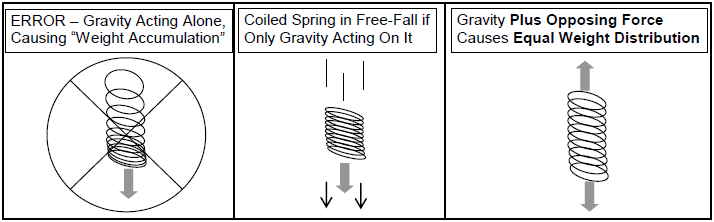 ERROR – Gravity Acting Alone,
Causing “Weight Accumulation”
Coiled Spring in Free-Fall if
Only Gravity Acting On It
Gravity Plus Opposing Force
Causes Equal Weight Distribution